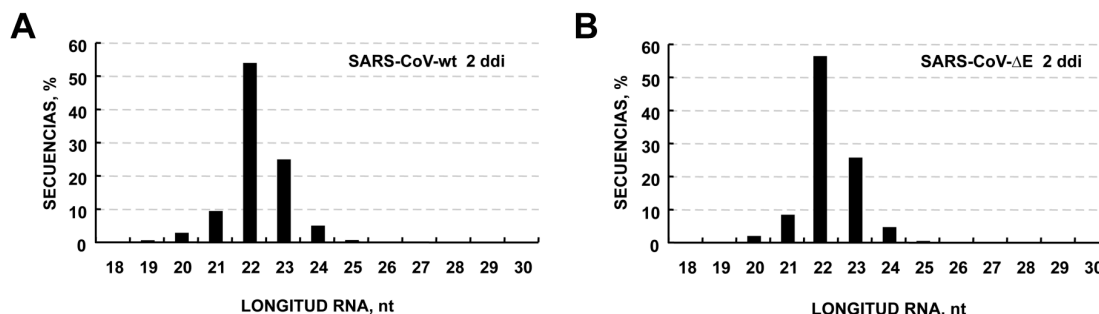 A
SARS-CoV-wt 2 ddi
SECUENCIAS, %
60
50
40
30
20
10
0
18 19 20 21 22 23 24 25 26 27 28 29 30
LONGITUD RNA, nt
B
SARS-CoV-ΔE 2 ddi
SECUENCIAS, %
60
50
40
30
20
10
0
18 19 20 21 22 23 24 25 26 27 28 29 30
LONGITUD RNA, nt